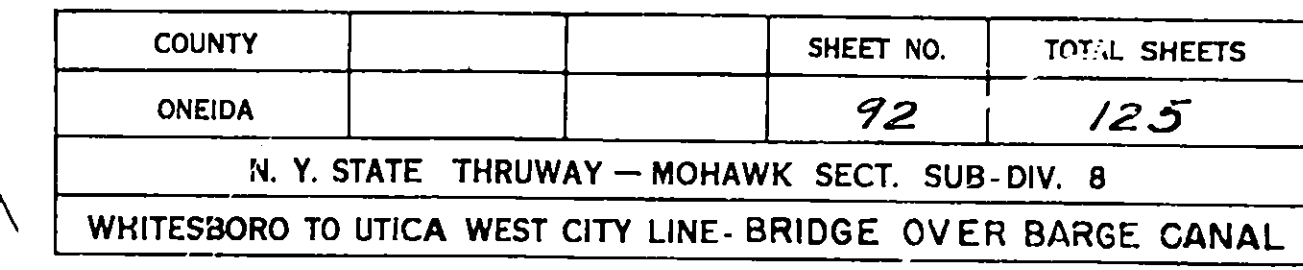 COUNTY SHEET NO. TOTAL SHEETS
ONEIDA 92 125
N. Y. STATE THRUWAY — MOHAWK SECT. SUB-DIV. 8
WHITESBORO TO UTICA WEST CITY LINE- BRIDGE OVER BARGE CANAL